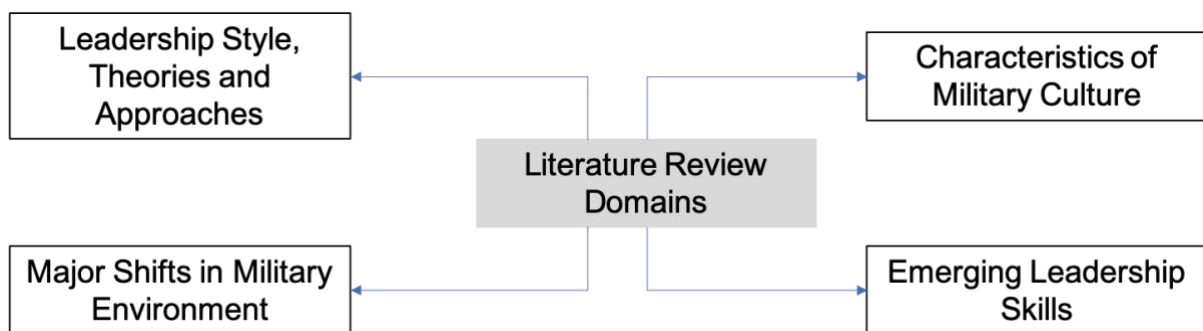 Leadership Style,
Theories and
Approaches
Characteristics of
Military Culture
Literature Review
Domains
Major Shifts in Military
Environment
Emerging Leadership
Skills